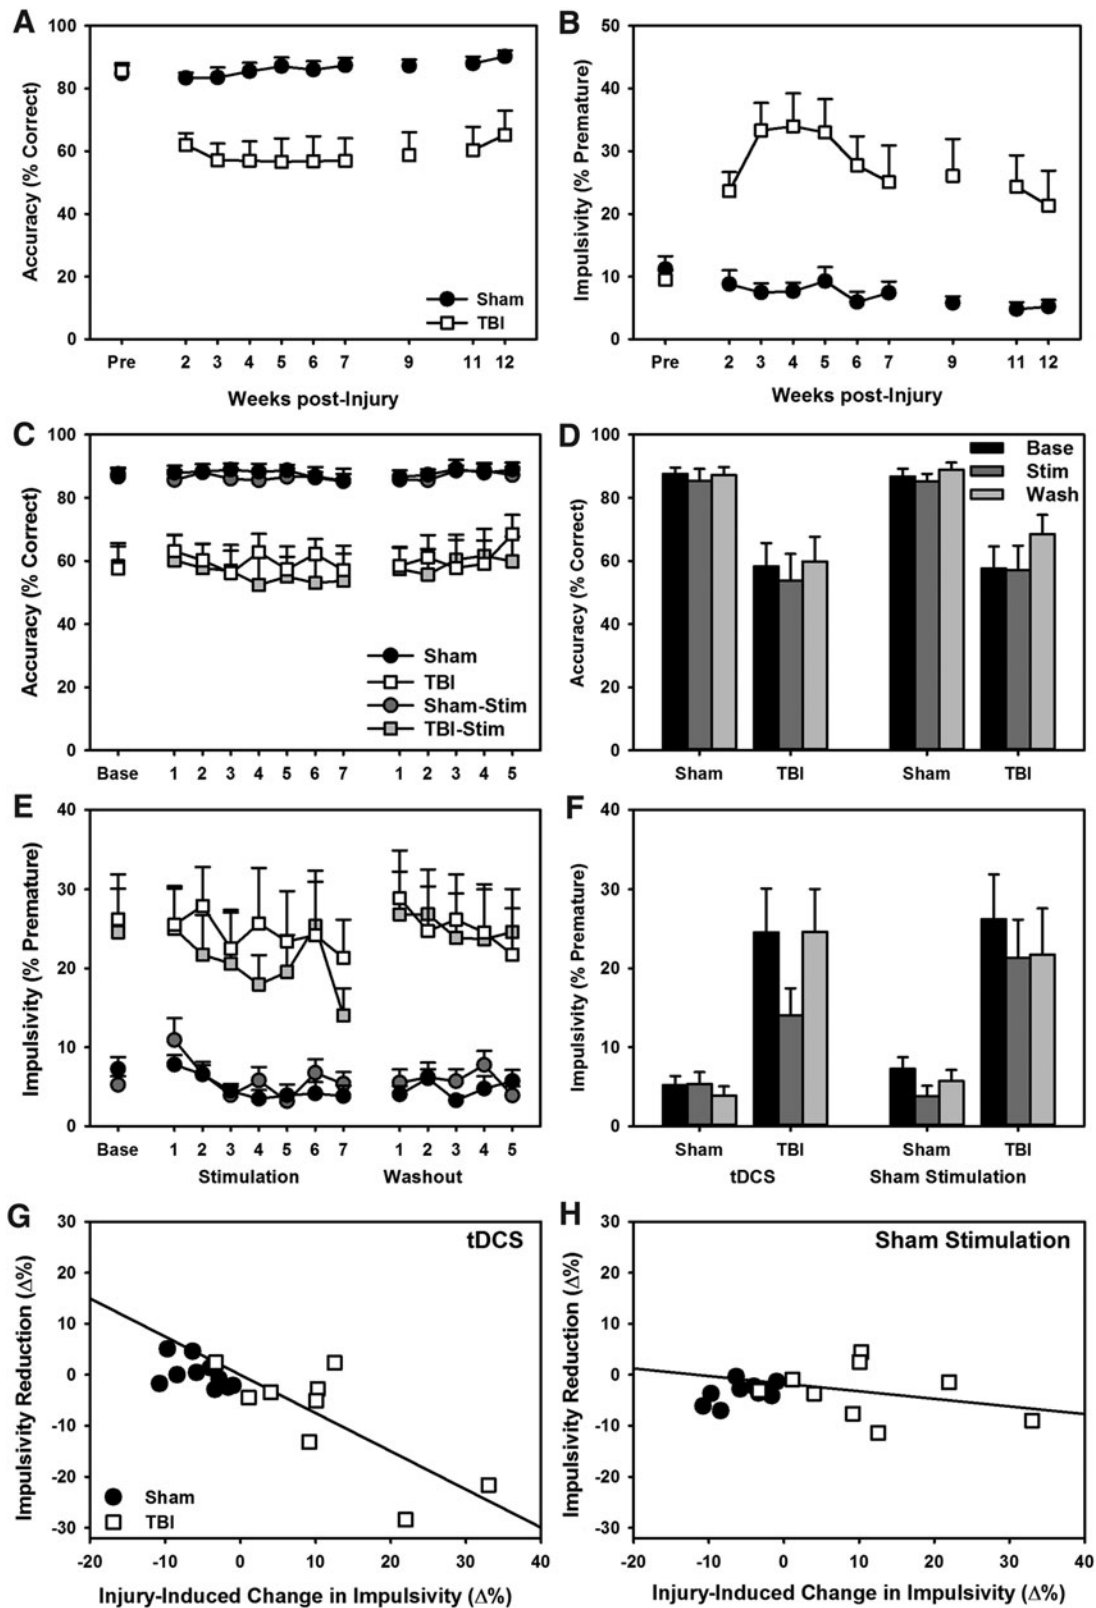 A
100
80
60
40
20
0
Accuracy (% Correct)
Sham
TBI
Pre 2 3 4 5 6 7 9 11 12
Weeks post-Injury
B
50
40
30
20
10
0
Impulsivity (% Premature)
Pre 2 3 4 5 6 7 9 11 12
Weeks post-Injury
C
100
80
60
40
20
0
Accuracy (% Correct)
Sham
TBI
Sham-Stim
TBI-Stim
Base 1 2 3 4 5 6 7 1 2 3 4 5
D
100
80
60
40
20
0
Accuracy (% Correct)
Base
Stim
Wash
Sham TBI Sham TBI
E
40
30
20
10
0
Impulsivity (% Premature)
Base 1 2 3 4 5 6 7 1 2 3 4 5
Stimulation Washout
F
40
30
20
10
0
Impulsivity (% Premature)
Sham TBI Sham TBI
tDCS Sham Stimulation
G
30
20
10
0
-10
-20
-30
Impulsivity Reduction (Δ%)
tDCS
Sham
TBI
-20 -10 0 10 20 30 40
Injury-Induced Change in Impulsivity (Δ%)
H
30
20
10
0
-10
-20
-30
Impulsivity Reduction (Δ%)
Sham Stimulation
-20 -10 0 10 20 30 40
Injury-Induced Change in Impulsivity (Δ%)